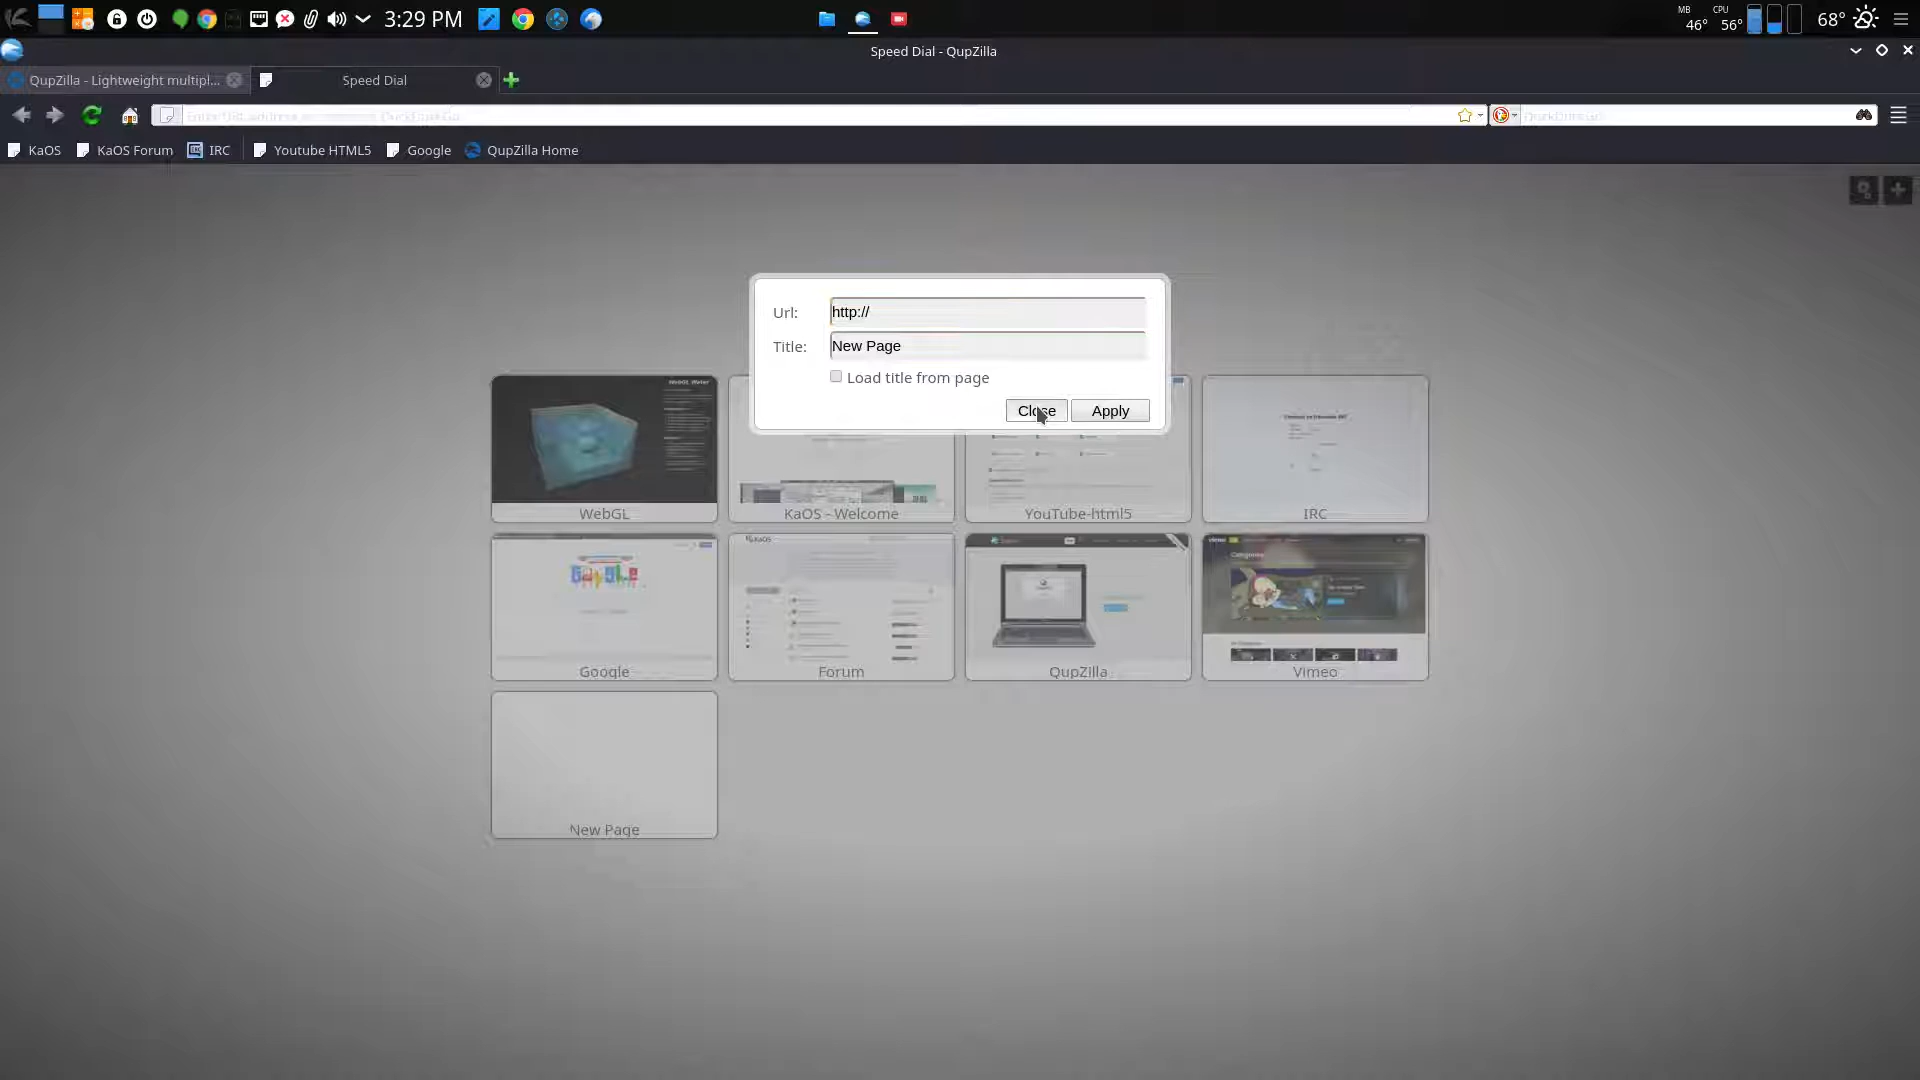 3:29 PM
MB
46°
CPU
56°
68°
Speed Dial - QupZilla
QupZilla - Lightweight multipl...
Speed Dial
KaOS
KaOS Forum
IRC
Youtube HTML5
Google
QupZilla Home
Url:
http://
Title:
New Page
Load title from page
Close
Apply
WebGL
KaOS - Welcome
YouTube-html5
IRC
Google
Forum
QupZilla
Vimeo
New Page